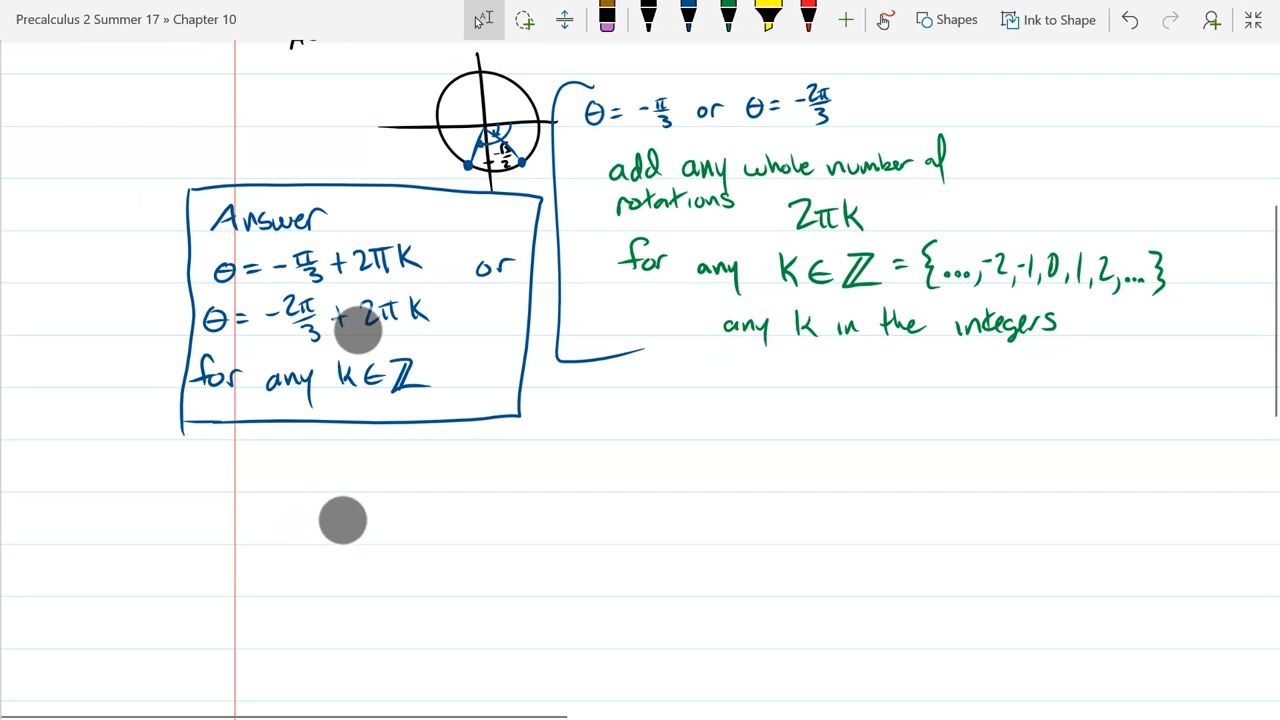 Precalculus 2 Summer 17 » Chapter 10
Shapes
Ink to Shape
θ = -π/3 or θ = -2π/3
add any whole number of
rotations 2πk
for any k ∈ ℤ = {..., -2, -1, 0, 1, 2, ...}
any k in the integers
-√3/2
Answer
θ = -π/3 + 2πk or
θ = -2π/3 + 2πk
for any k ∈ ℤ